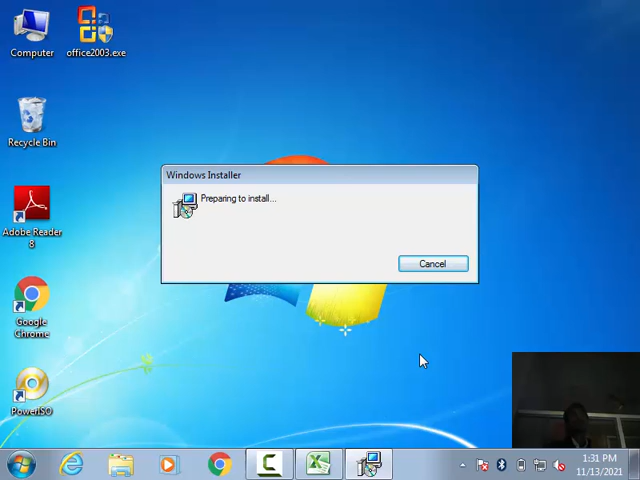 Computer
office2003.exe
Recycle Bin
Windows Installer
Preparing to install...
Cancel
Adobe Reader
8
Google
Chrome
PowerISO
1:31 PM
11/13/2021